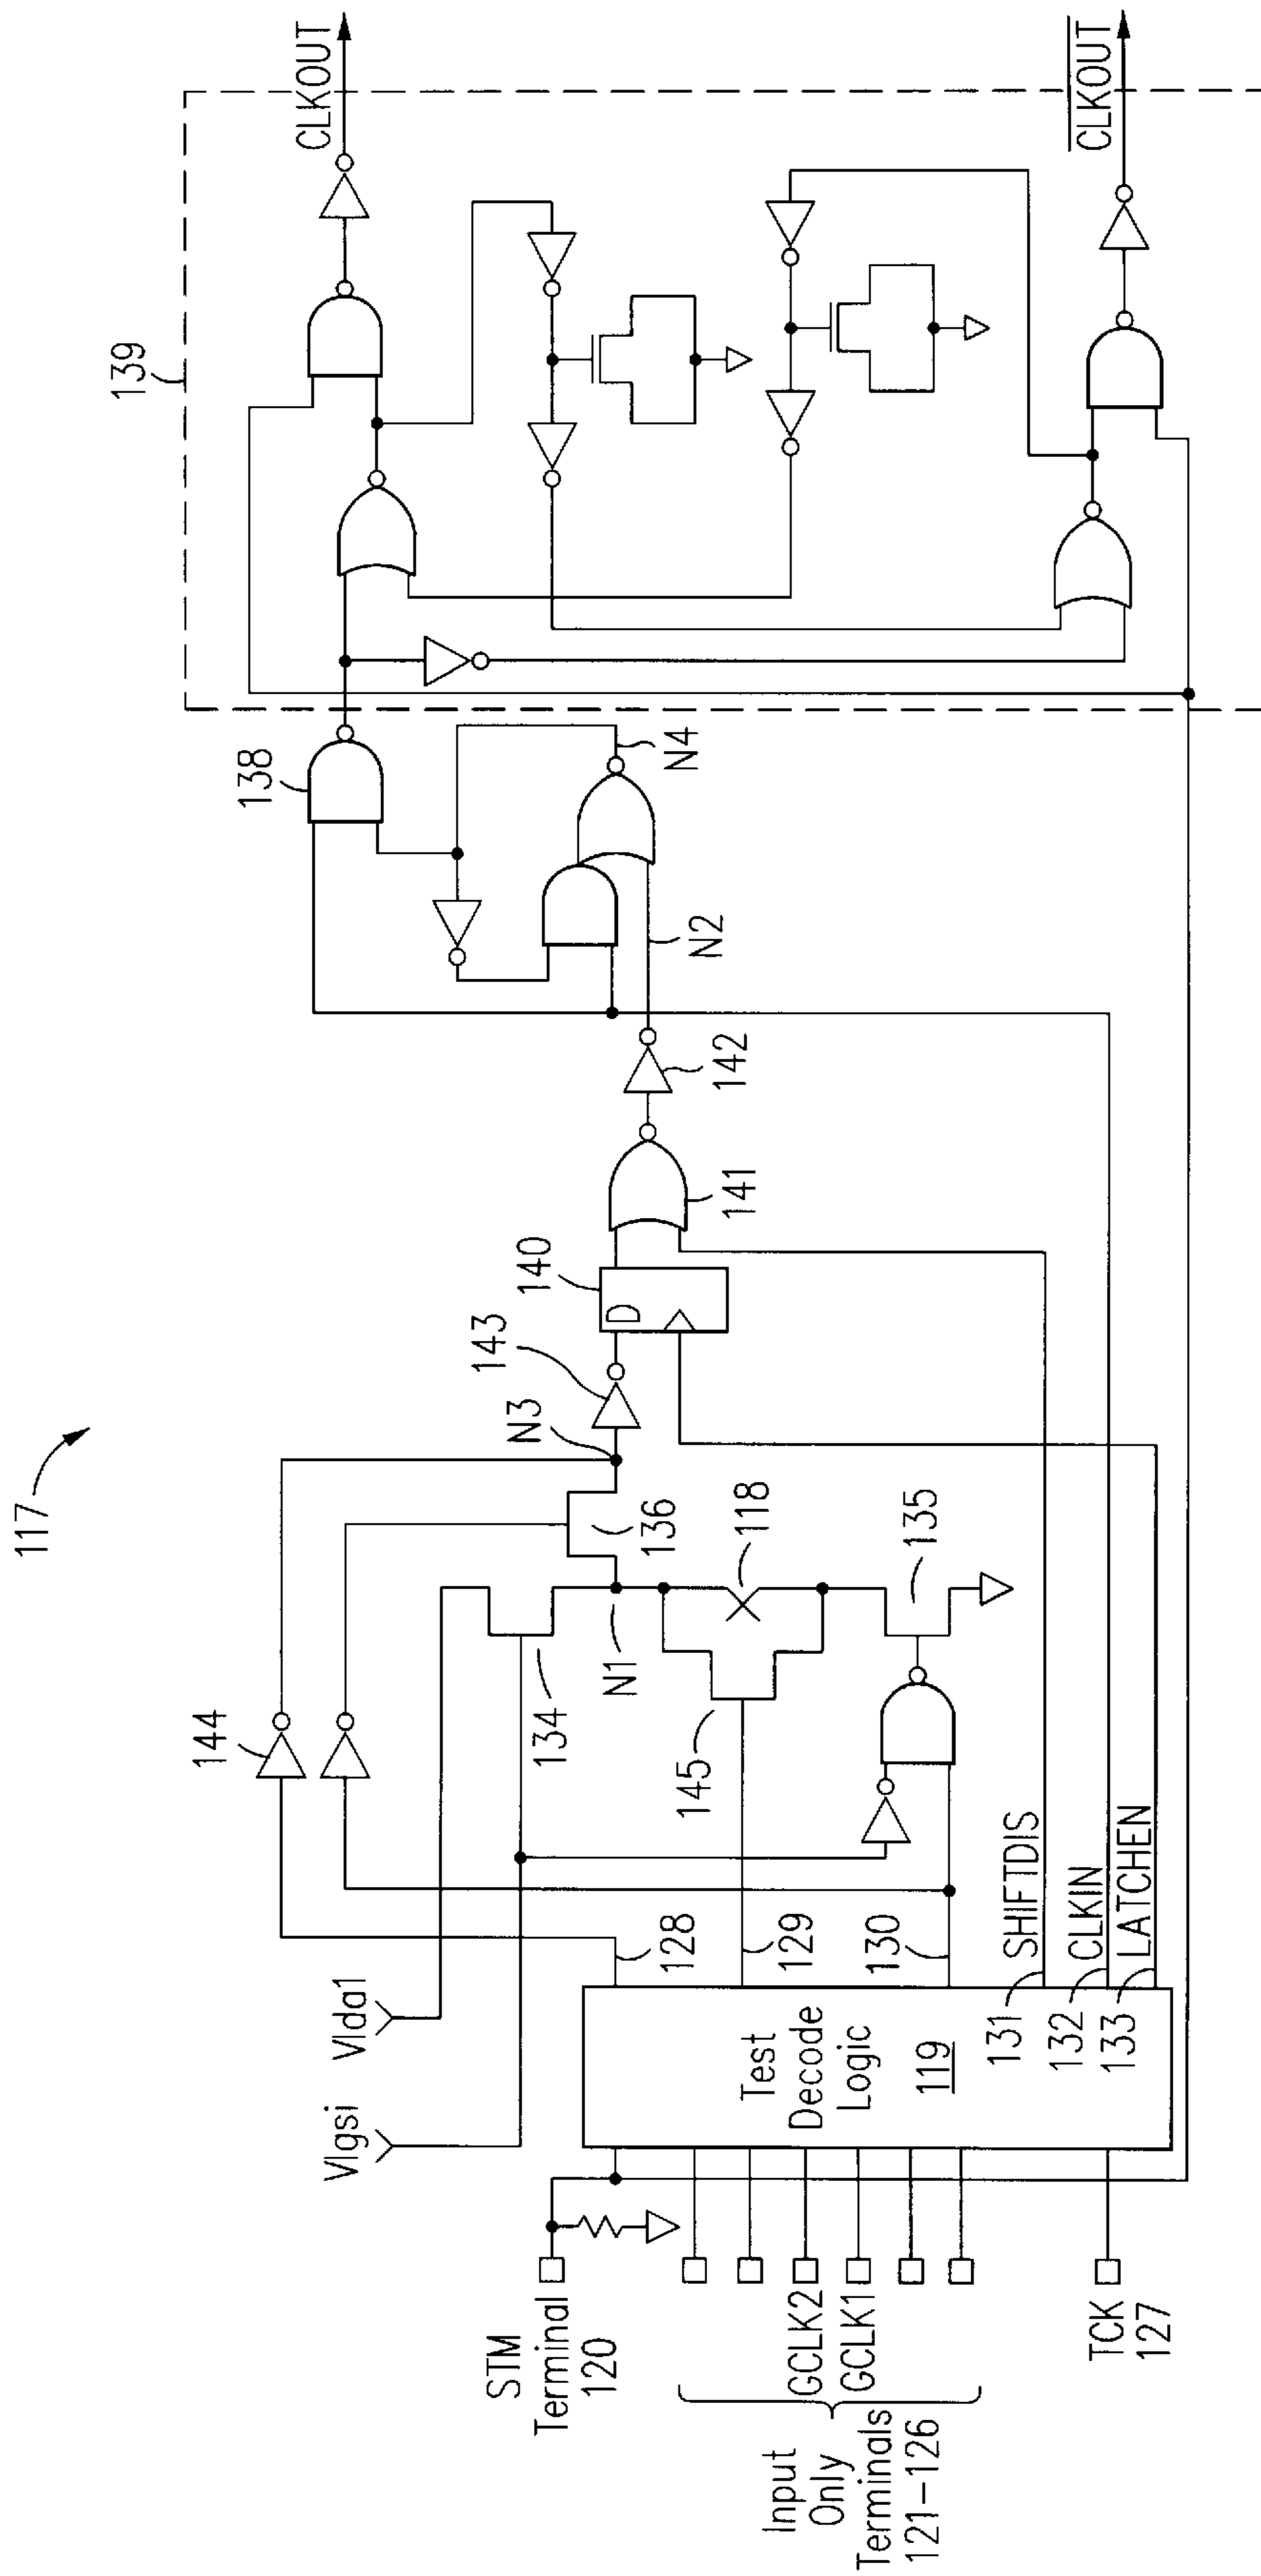 117
139
CLKOUT
CLKOUT
138
N4
N2
142
141
140
D
143
N3
136
118
135
N1
134
145
144
128
129
130
SHIFTDIS
CLKIN
LATCHEN
131
132
133
Vlda1
Vlgsi
Test
Decode
Logic
119
STM
Terminal
120
GCLK2
GCLK1
Input
Only
Terminals
121-126
TCK
127